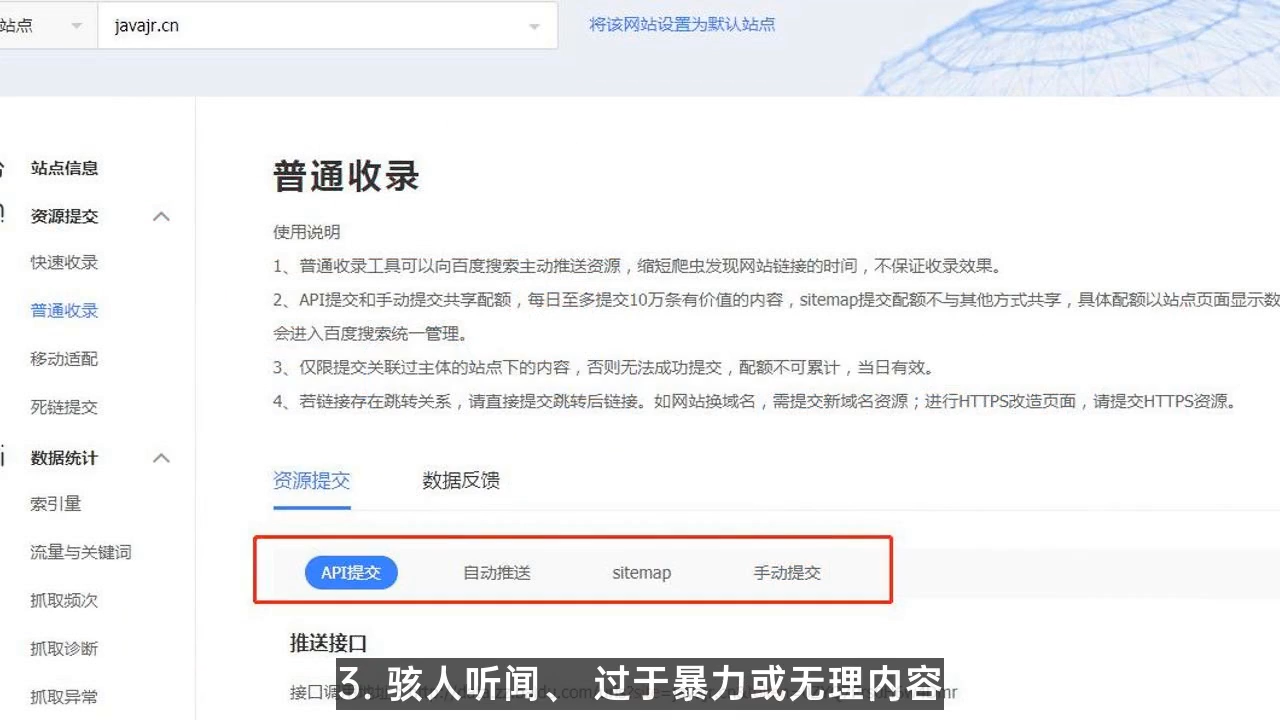 站点
javajr.cn
将该网站设置为默认站点
站点信息
资源提交
快速收录
普通收录
移动适配
死链提交
数据统计
索引量
流量与关键词
抓取频次
抓取诊断
抓取异常
普通收录
使用说明
1、普通收录工具可以向百度搜索主动推送资源，缩短爬虫发现网站链接的时间，不保证收录效果。
2、API提交和手动提交共享配额，每日至多提交10万条有价值的内容，sitemap提交配额不与其他方式共享，具体配额以站点页面显示数
会进入百度搜索统一管理。
3、仅限提交关联过主体的站点下的内容，否则无法成功提交，配额不可累计，当日有效。
4、若链接存在跳转关系，请直接提交跳转后链接。如网站换域名，需提交新域名资源；进行HTTPS改造页面，请提交HTTPS资源。
资源提交
数据反馈
API提交
自动推送
sitemap
手动提交
推送接口
3. 骇人听闻、 过于暴力或无理内容